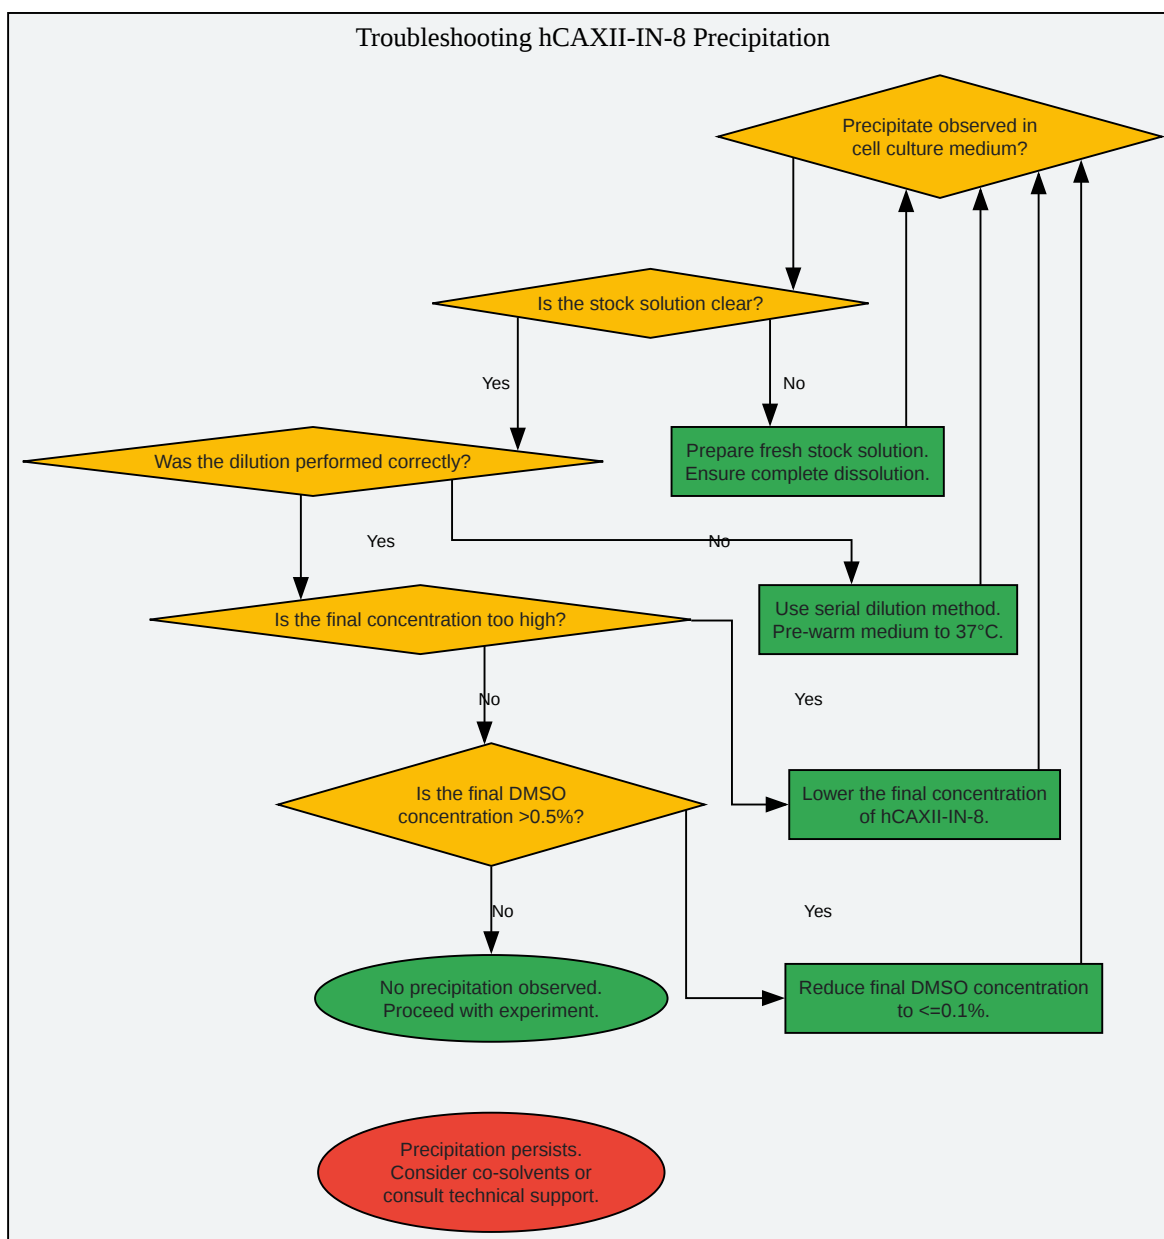 Troubleshooting hCAXII-IN-8 Precipitation
Precipitate observed in
cell culture medium?
Is the stock solution clear?
Yes
No
Was the dilution performed correctly?
Prepare fresh stock solution.
Ensure complete dissolution.
Yes
No
Is the final concentration too high?
Use serial dilution method.
Pre-warm medium to 37°C.
No
Yes
Is the final DMSO
concentration >0.5%?
Lower the final concentration
of hCAXII-IN-8.
No
Yes
No precipitation observed.
Proceed with experiment.
Reduce final DMSO concentration
to <=0.1%.
Precipitation persists.
Consider co-solvents or
consult technical support.